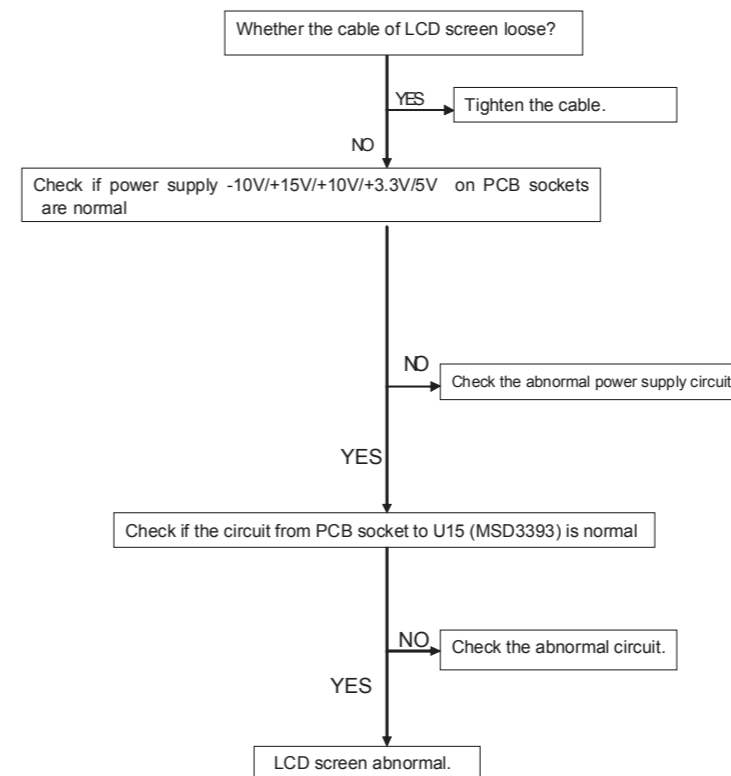 Whether the cable of LCD screen loose?
YES
Tighten the cable.
NO
Check if power supply -10V/+15V/+10V/+3.3V/5V on PCB sockets
are normal
NO
Check the abnormal power supply circuit
YES
Check if the circuit from PCB socket to U15 (MSD3393) is normal
NO
Check the abnormal circuit.
YES
LCD screen abnormal.